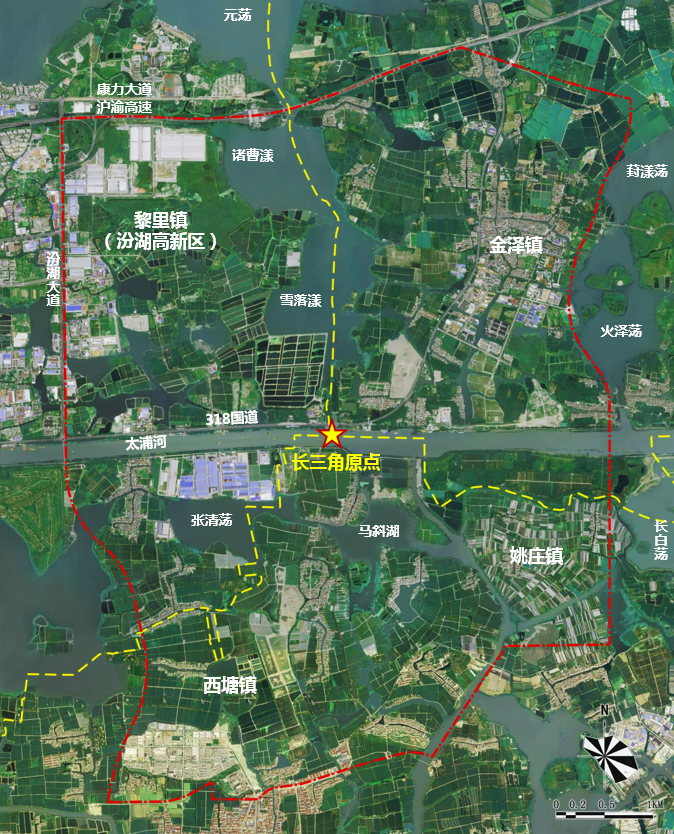 元荡
康力大道
沪渝高速
诸曹漾
葑漾荡
黎里镇
（汾湖高新区）
金泽镇
汾湖大道
雪落漾
火泽荡
318国道
太浦河
长三角原点
张清荡
马斜湖
长白荡
姚庄镇
西塘镇
N
0 0.2 0.5 1KM